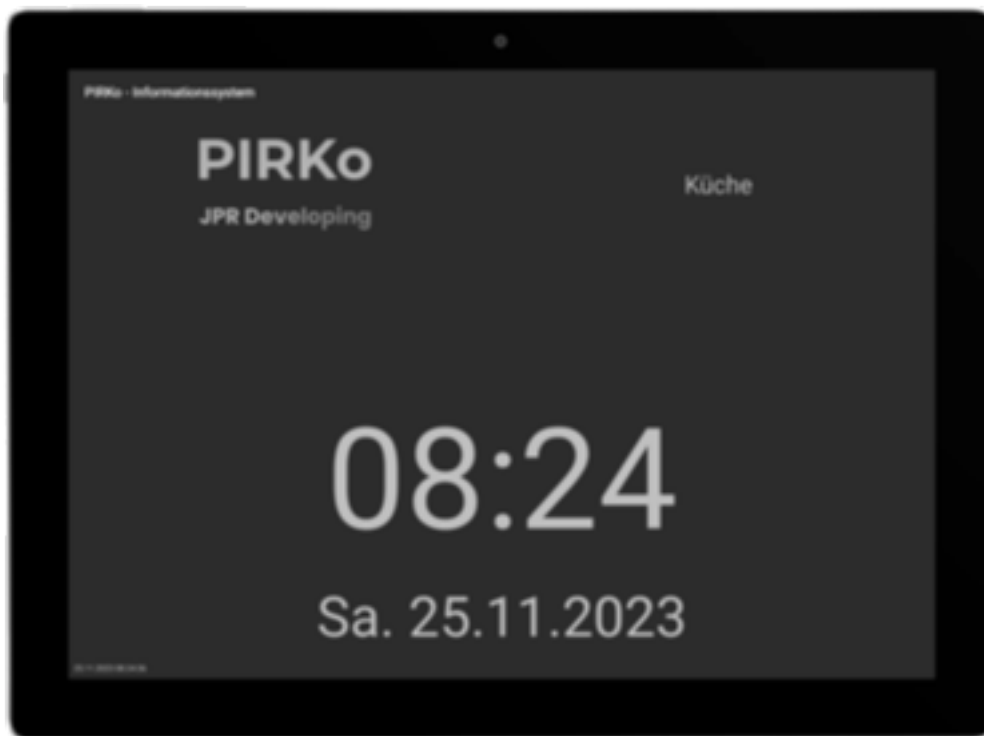 PIRKo - Informationssystem
PIRKo
Küche
JPR Developing
08:24
Sa. 25.11.2023